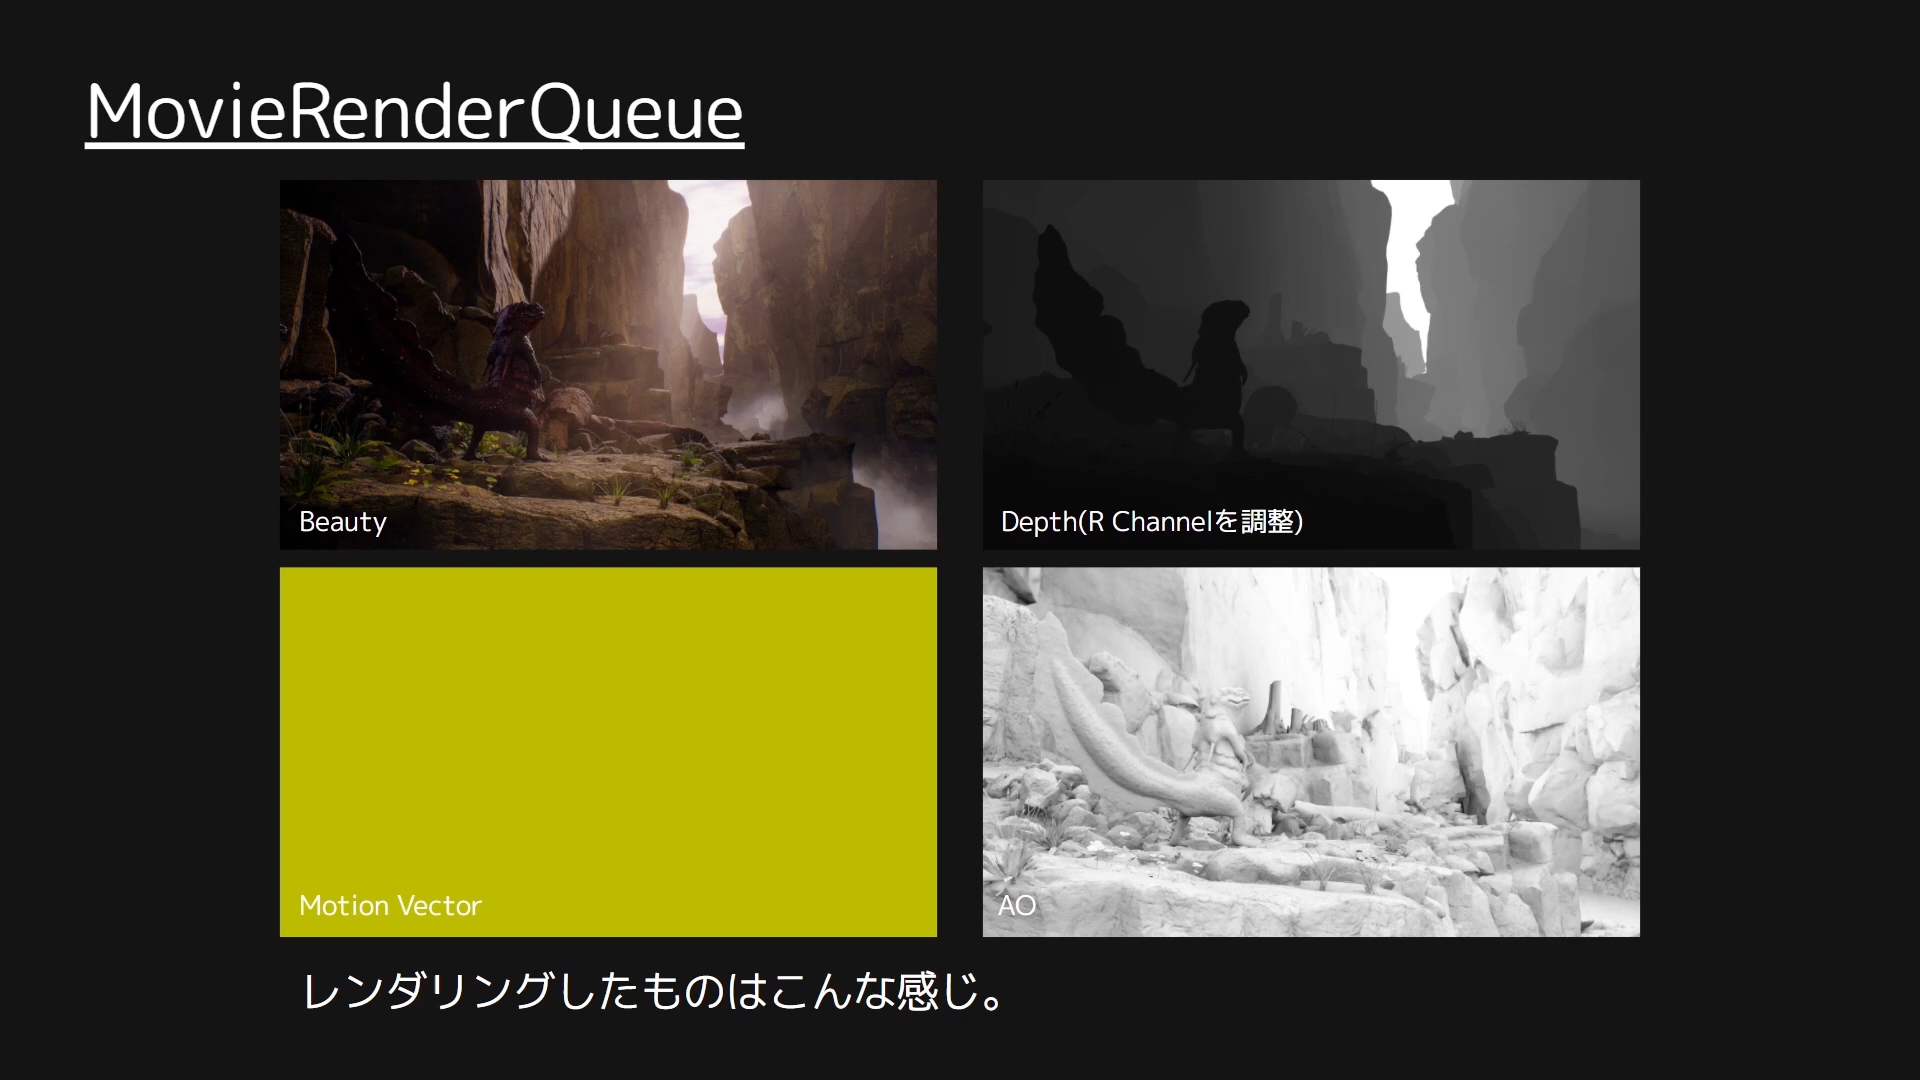 MovieRenderQueue
Beauty
Depth(R Channelを調整)
Motion Vector
AO
レンダリングしたものはこんな感じ。